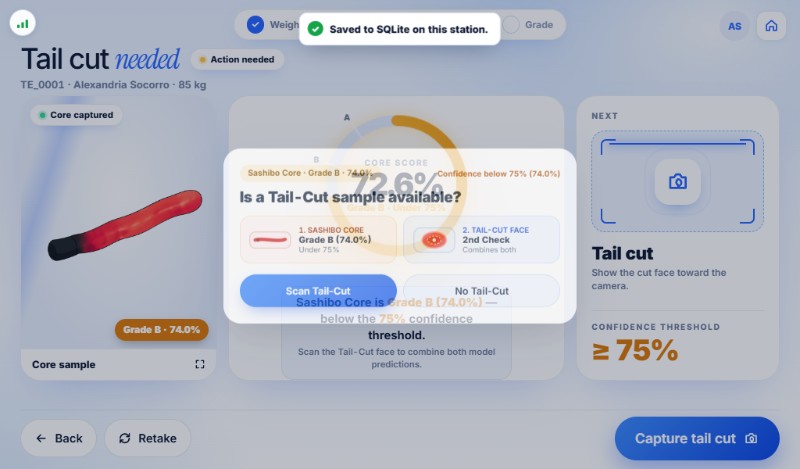 Weigh
Saved to SQLite on this station.
Grade
AS
Tail cut needed
Action needed
TE_0001 · Alexandria Socorro · 85 kg
Core captured
Grade B · 74.0%
Core sample
A
B
CORE SCORE
72.6%
Sashibo Core · Grade B · 74.0%
Confidence below 75% (74.0%)
Is a Tail-Cut sample available?
1. SASHIBO CORE
Grade B (74.0%)
Under 75%
2. TAIL-CUT FACE
2nd Check
Combines both
Scan Tail-Cut
No Tail-Cut
Sashibo Core is Grade B (74.0%) —
below the 75% confidence
threshold.
Scan the Tail-Cut face to combine both model
predictions.
NEXT
Tail cut
Show the cut face toward the
camera.
CONFIDENCE THRESHOLD
≥ 75%
Back
Retake
Capture tail cut